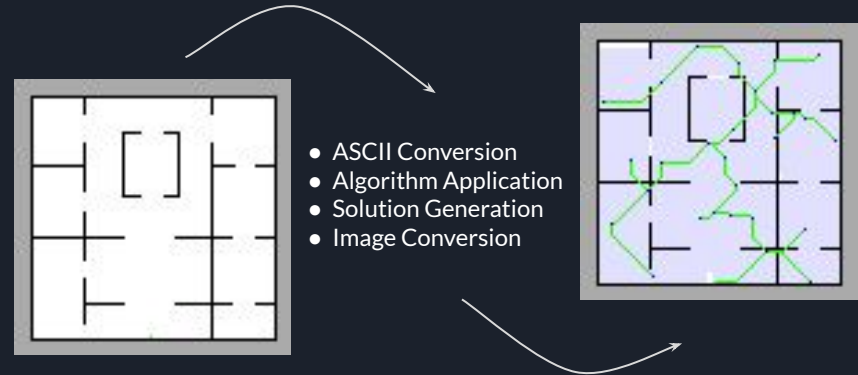 ● ASCII Conversion
● Algorithm Application
● Solution Generation
● Image Conversion